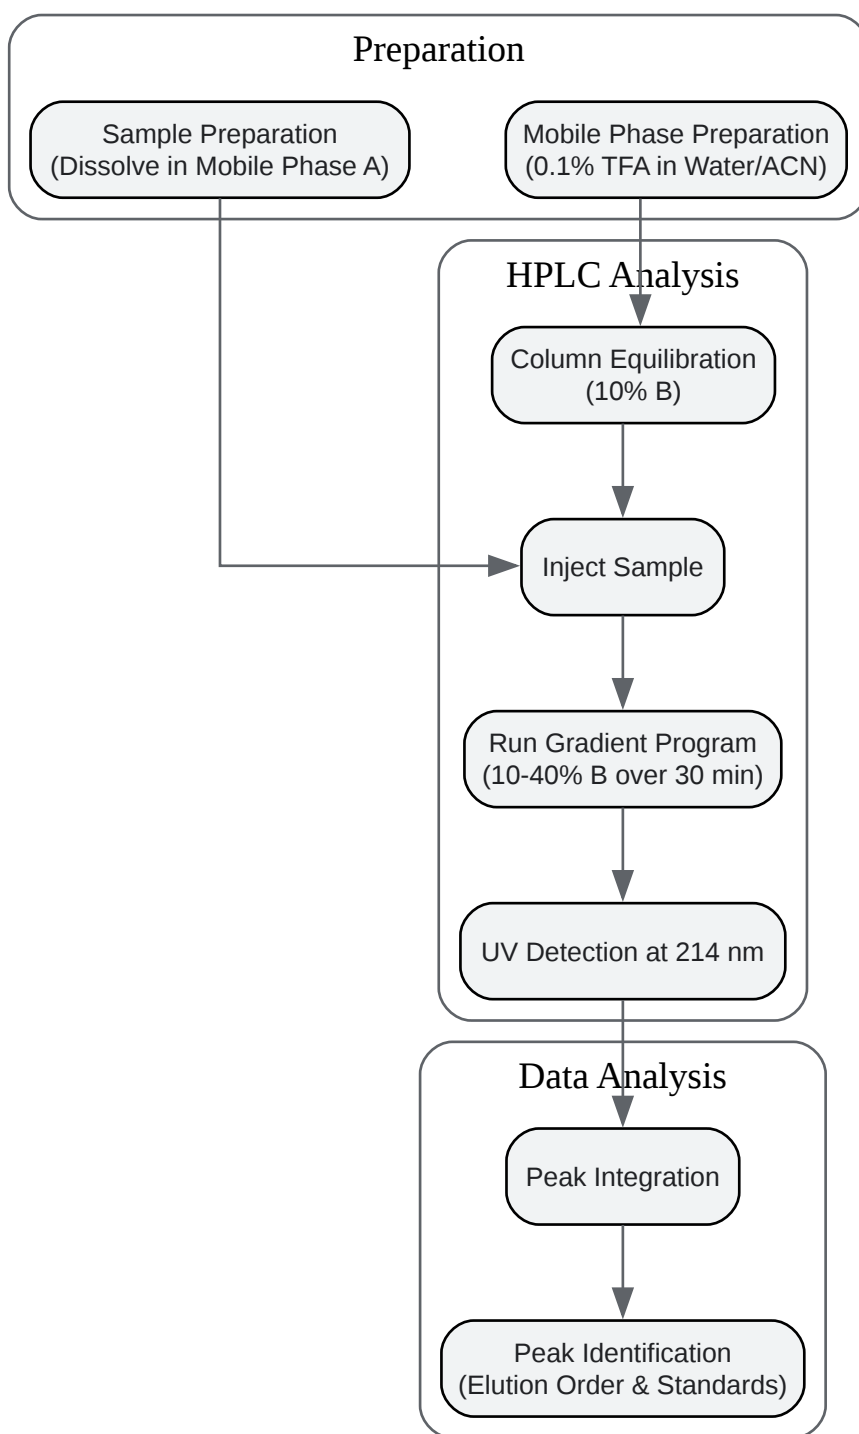 Preparation
Sample Preparation
(Dissolve in Mobile Phase A)
Mobile Phase Preparation
(0.1% TFA in Water/ACN)
HPLC Analysis
Column Equilibration
(10% B)
Inject Sample
Run Gradient Program
(10-40% B over 30 min)
UV Detection at 214 nm
Data Analysis
Peak Integration
Peak Identification
(Elution Order & Standards)